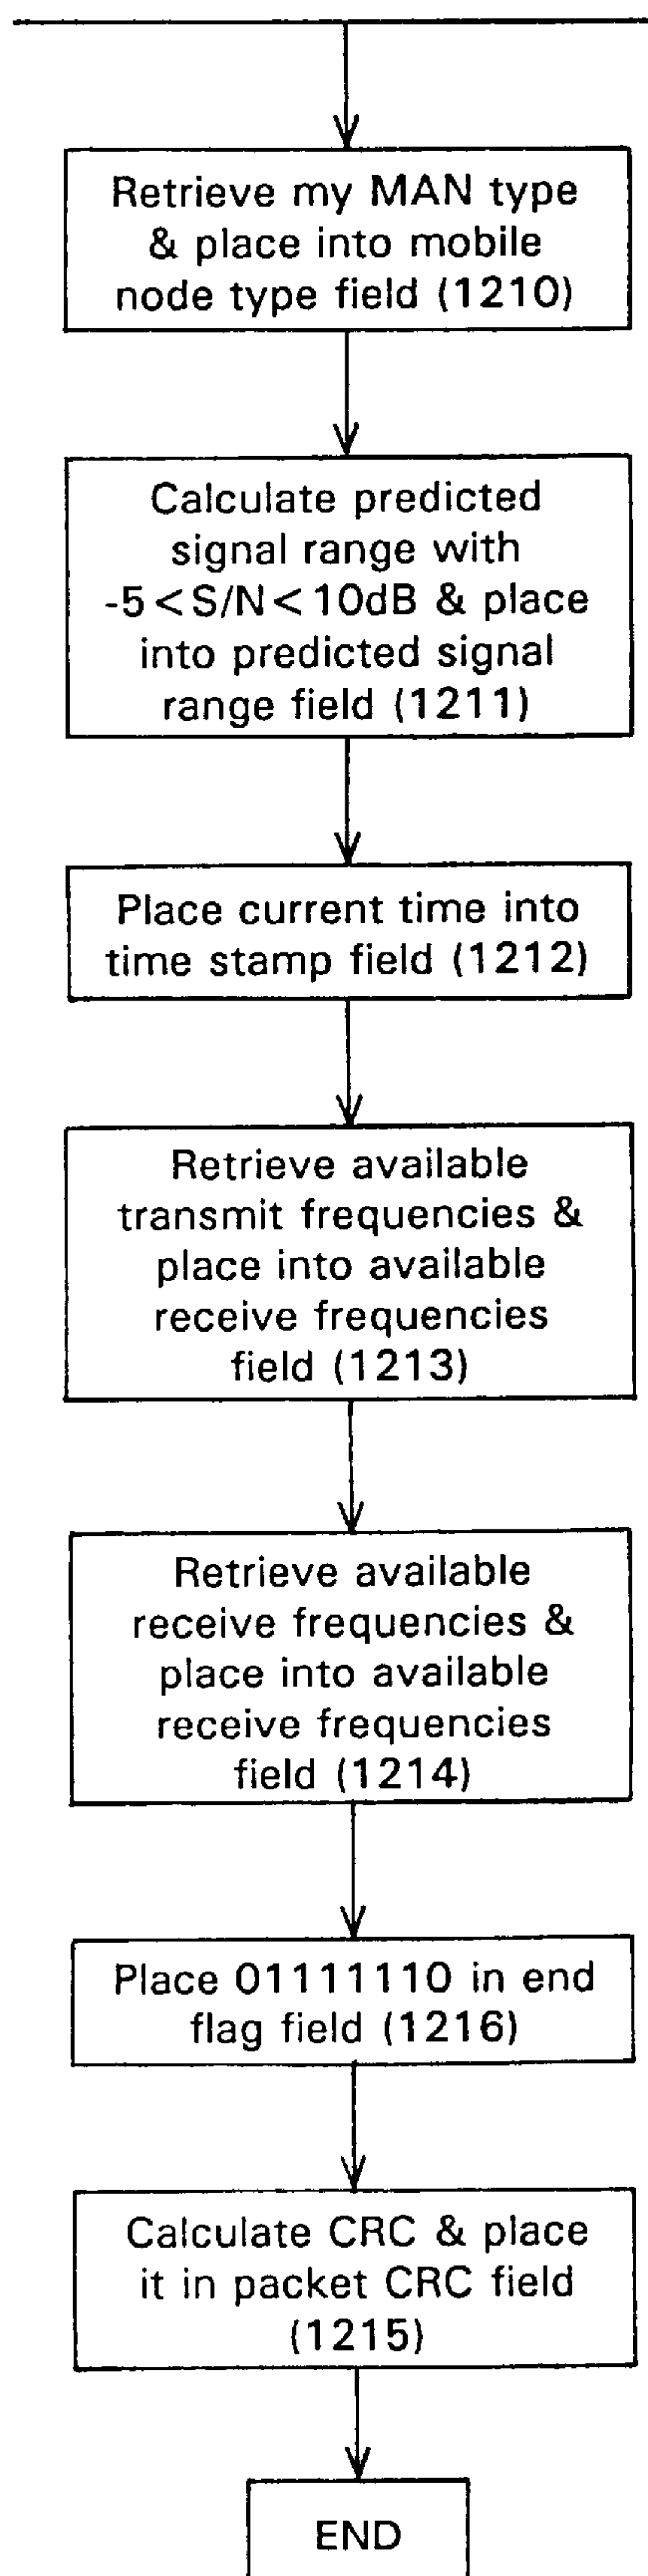 Retrieve my MAN type
& place into mobile
node type field (1210)
Calculate predicted
signal range with
-5<S/N<10dB & place
into predicted signal
range field (1211)
Place current time into
time stamp field (1212)
Retrieve available
transmit frequencies &
place into available
receive frequencies
field (1213)
Retrieve available
receive frequencies &
place into available
receive frequencies
field (1214)
Place 01111110 in end
flag field (1216)
Calculate CRC & place
it in packet CRC field
(1215)
END